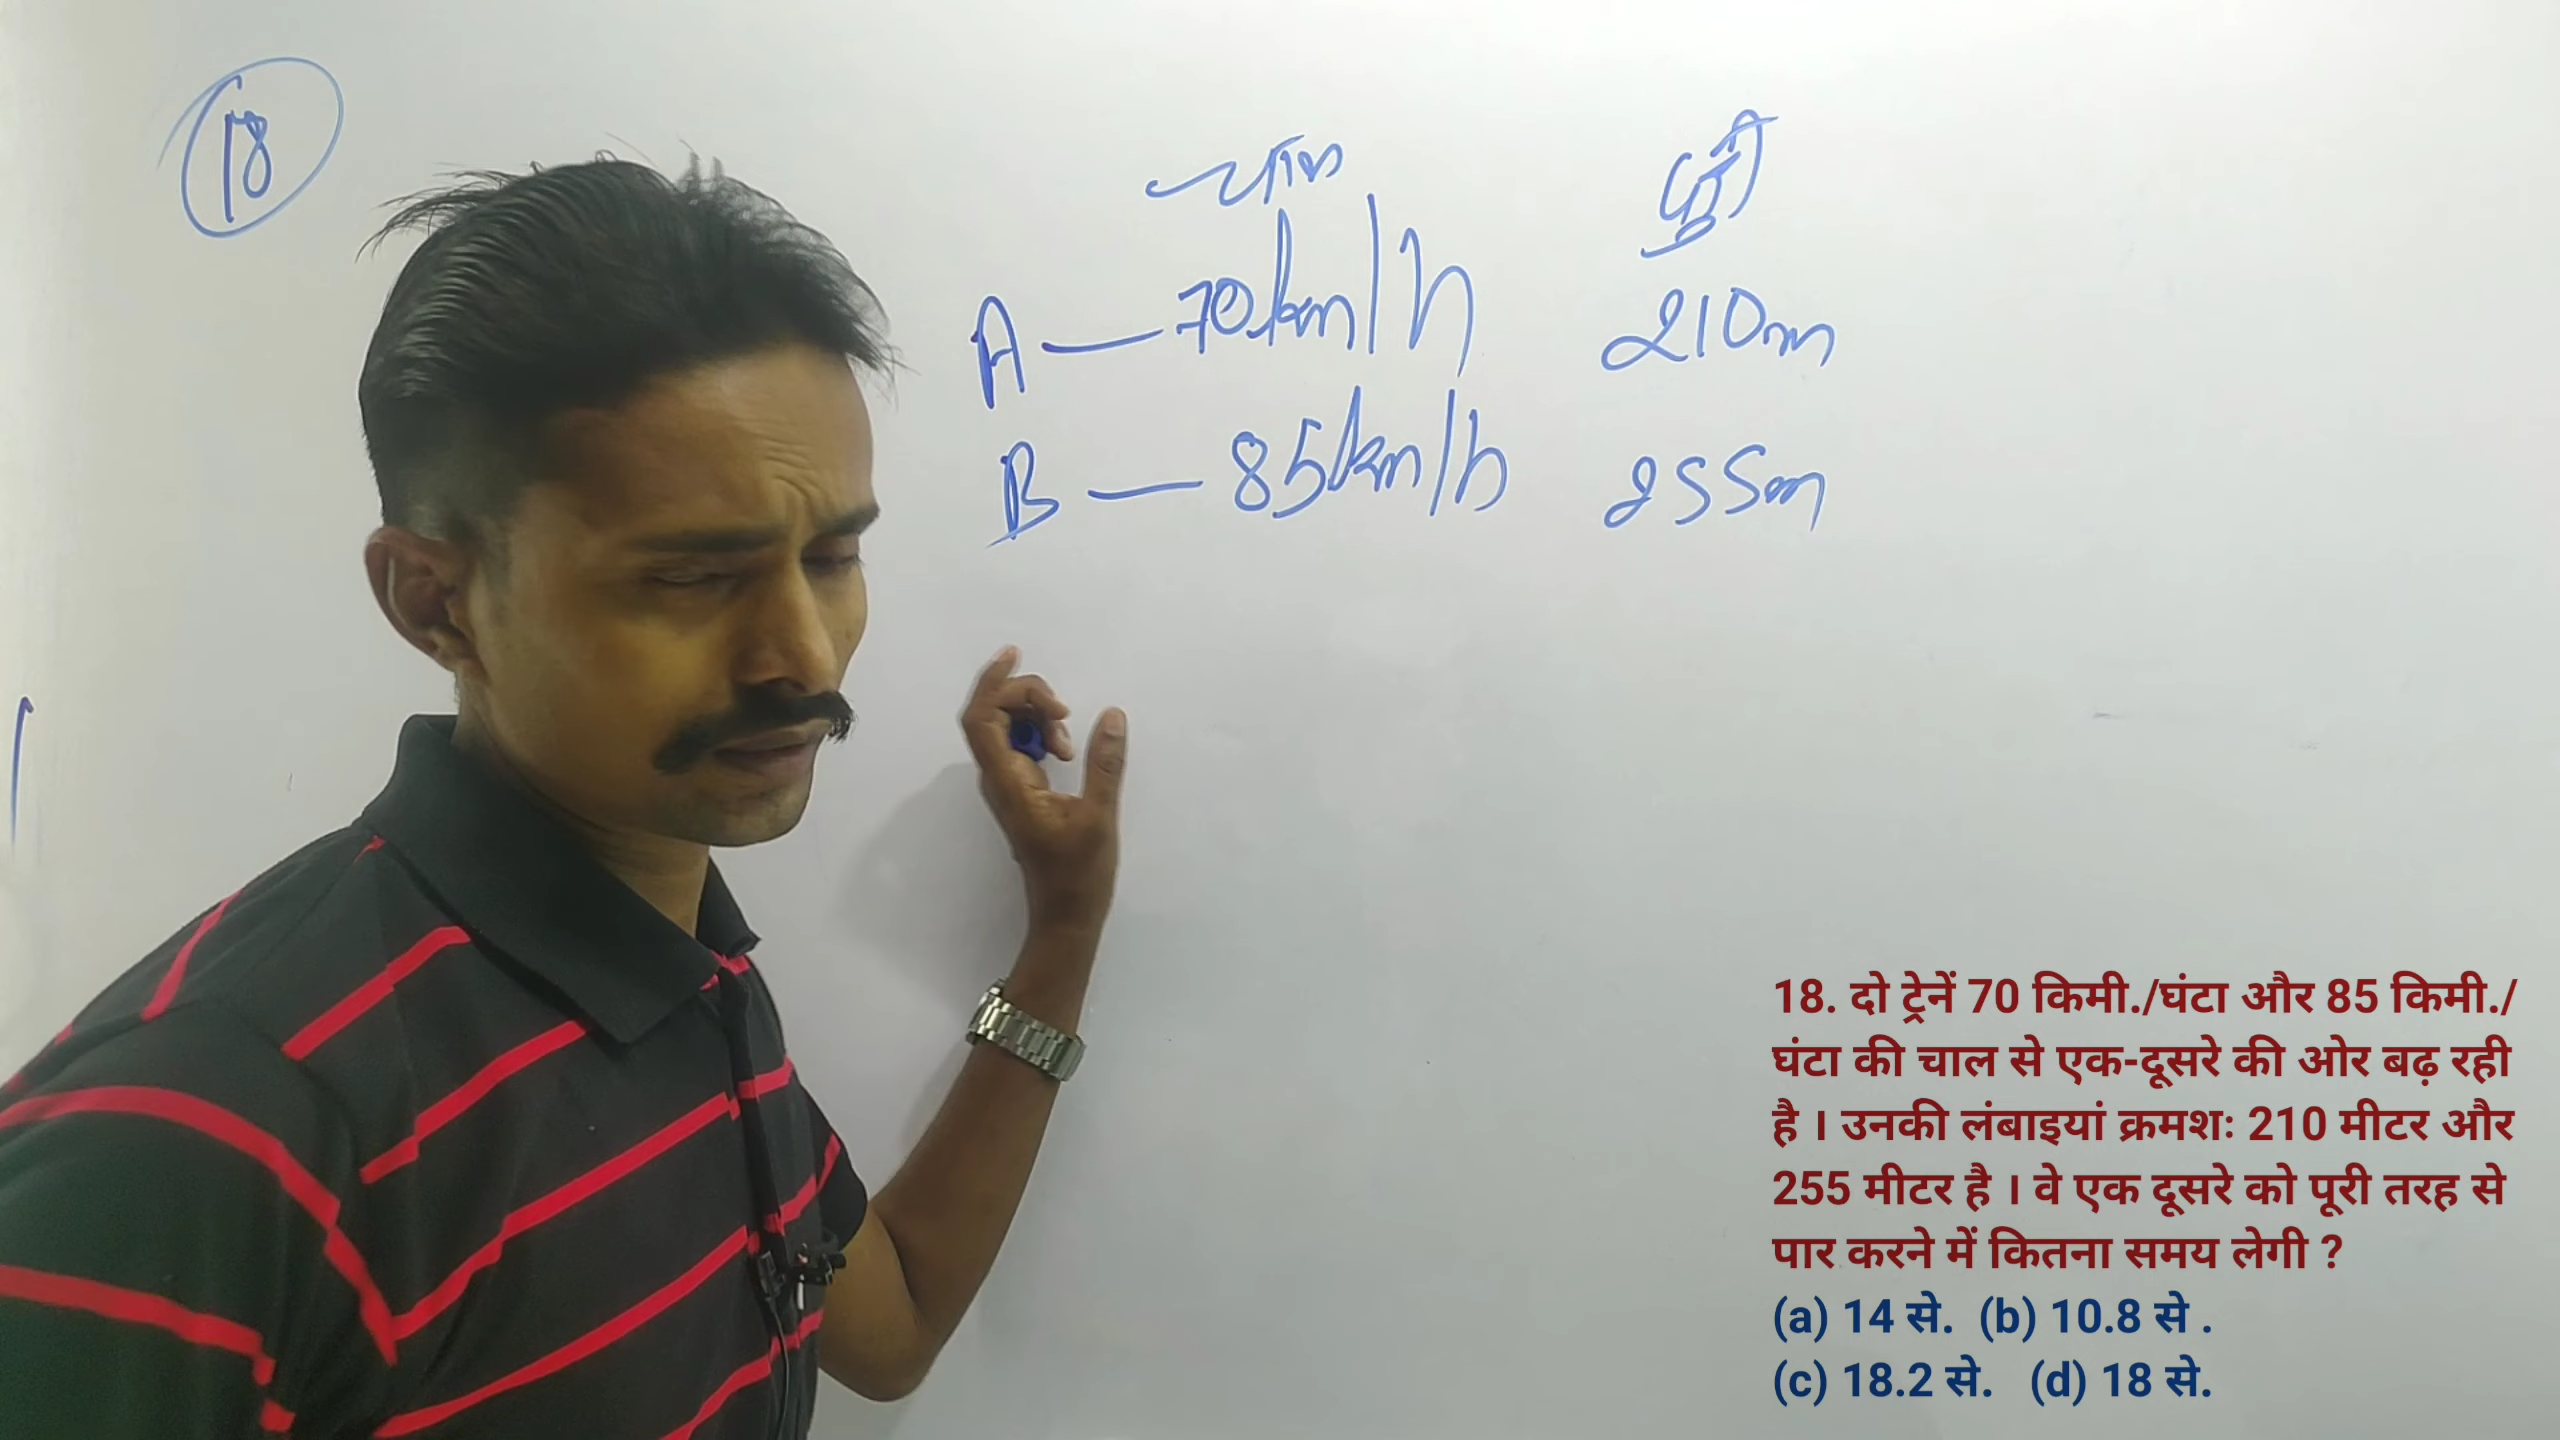 18
चाल
दूरी
A — 70km/h 210m
B — 85km/h 255m
18. दो ट्रेनें 70 किमी./घंटा और 85 किमी./
घंटा की चाल से एक-दूसरे की ओर बढ़ रही
है । उनकी लंबाइयां क्रमशः 210 मीटर और
255 मीटर है । वे एक दूसरे को पूरी तरह से
पार करने में कितना समय लेगी ?
(a) 14 से. (b) 10.8 से .
(c) 18.2 से. (d) 18 से.